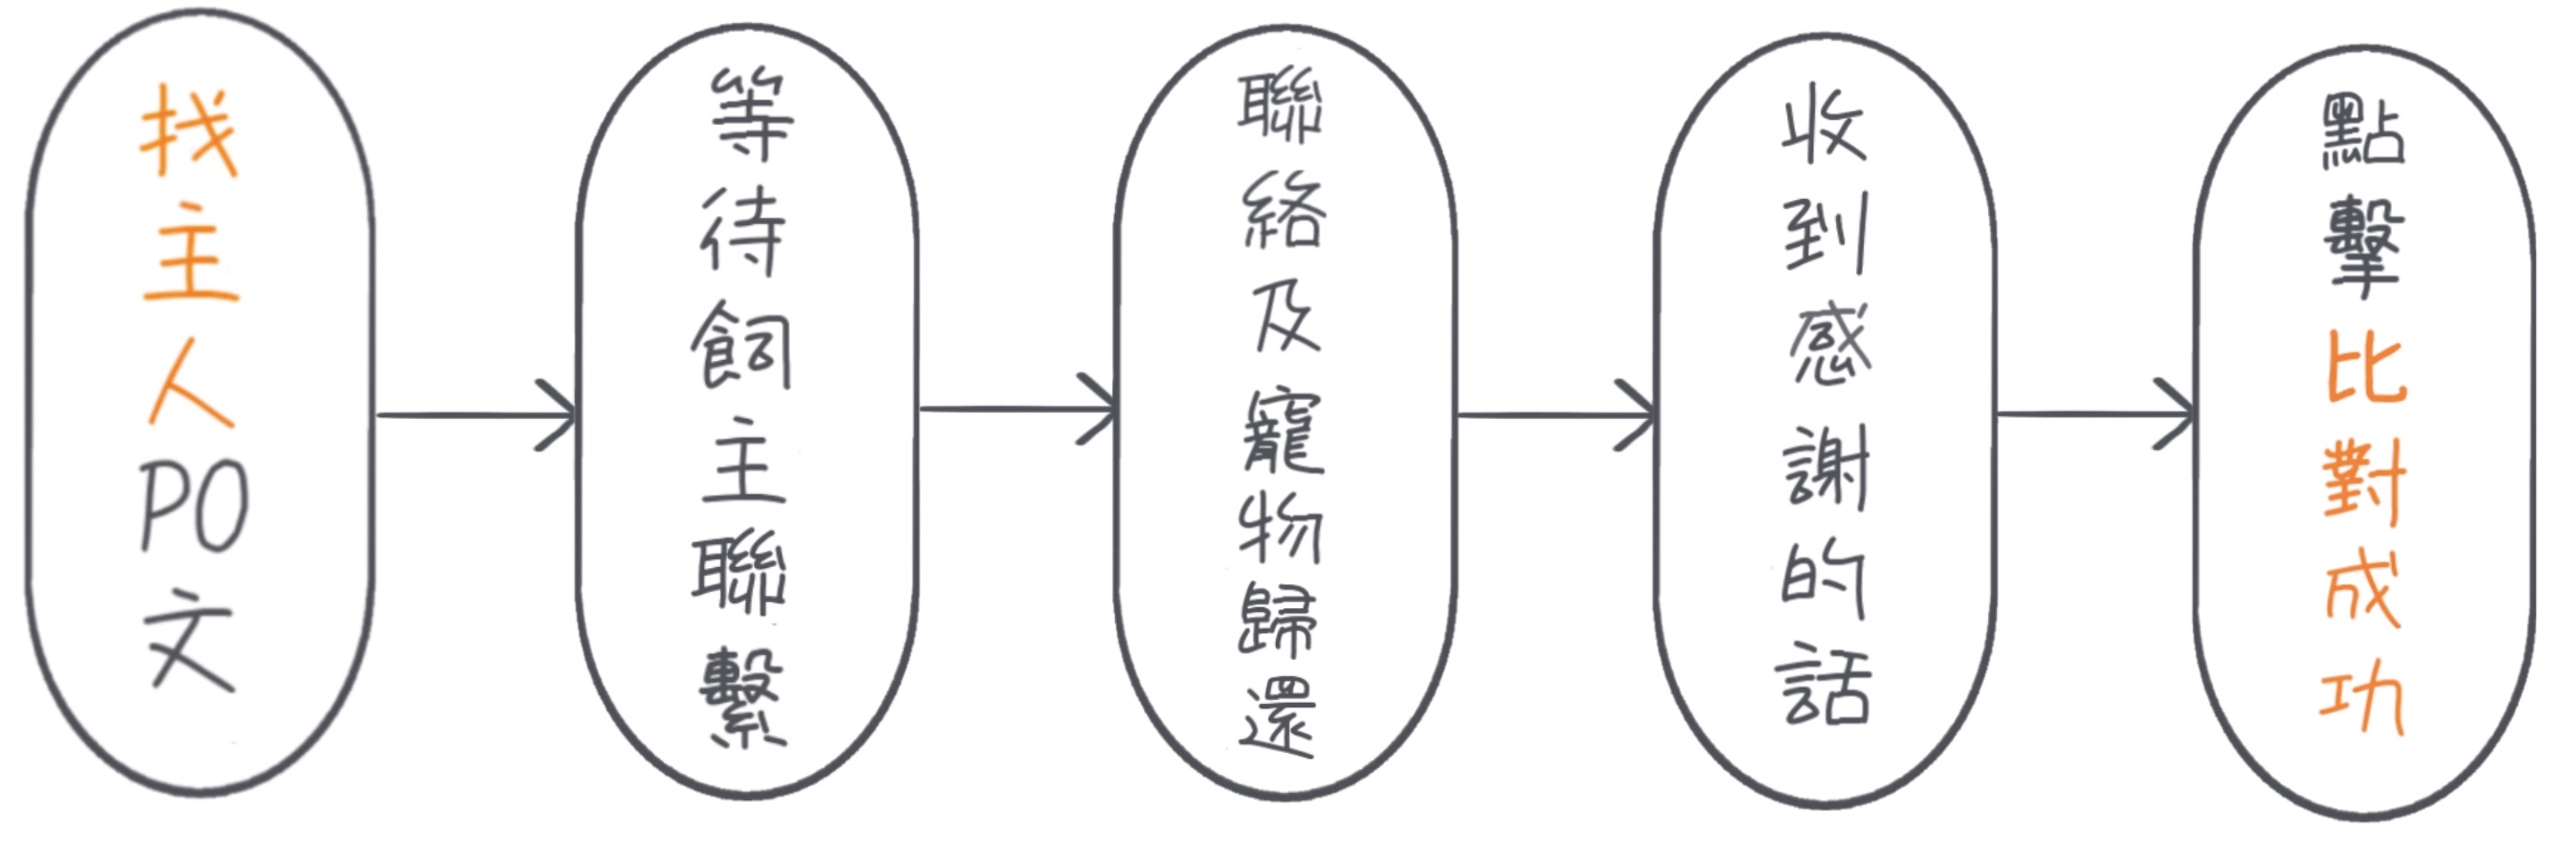 找主人PO文
等待飼主聯繫
聯絡及寵物歸還
收到感謝的話
點擊比對成功